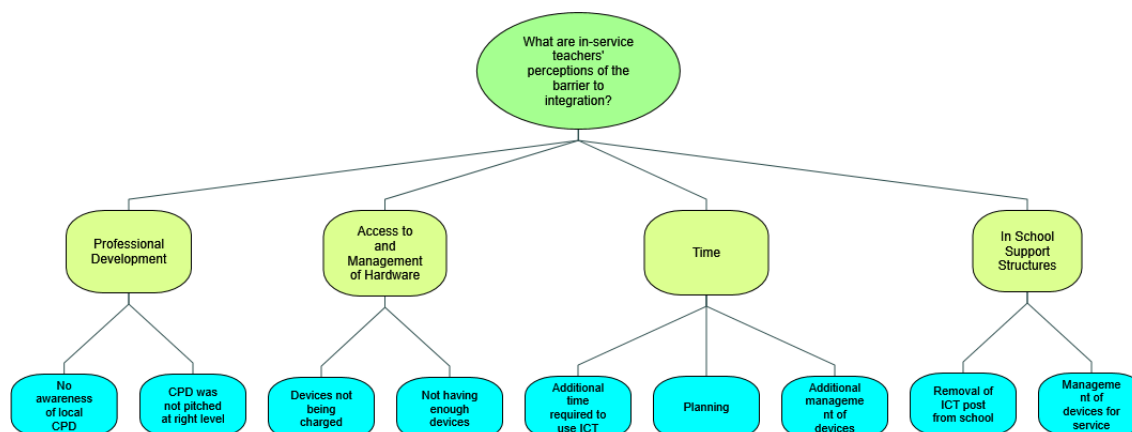 What are in-service
teachers'
perceptions of the
barrier to
integration?
Professional
Development
Access to
and
Management
of Hardware
Time
In School
Support
Structures
No
awareness
of local
CPD
CPD was
not pitched
at right level
Devices not
being
charged
Not having
enough
devices
Additional
time
required to
use ICT
Planning
Additional
manageme
nt of
devices
Removal of
ICT post
from school
Manageme
nt of
devices for
service